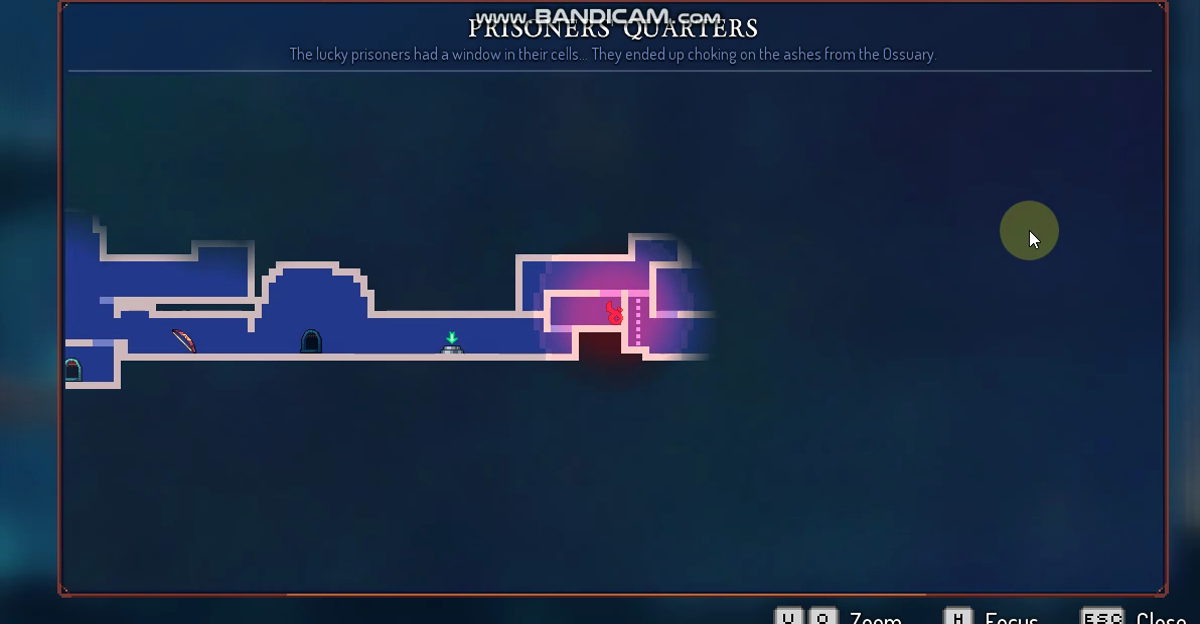 www.BANDICAM.com
PRISONERS' QUARTERS
The lucky prisoners had a window in their cells... They ended up choking on the ashes from the Ossuary.
Zoom Focus ESC Close